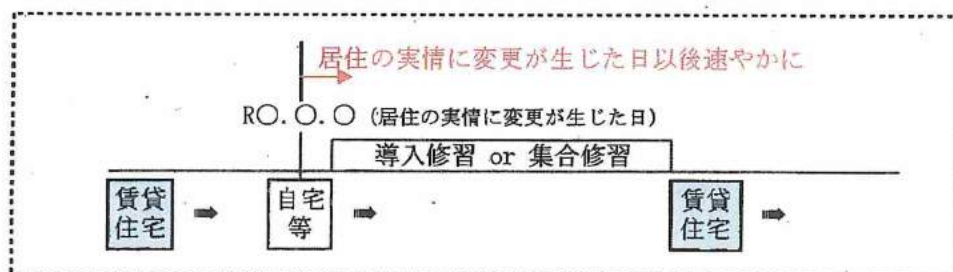 居住の実情に変更が生じた日以後速やかに
R〇.〇.〇(居住の実情に変更が生じた日)
導入修習 or 集合修習
賃貸
住宅
自宅
等
賃貸
住宅